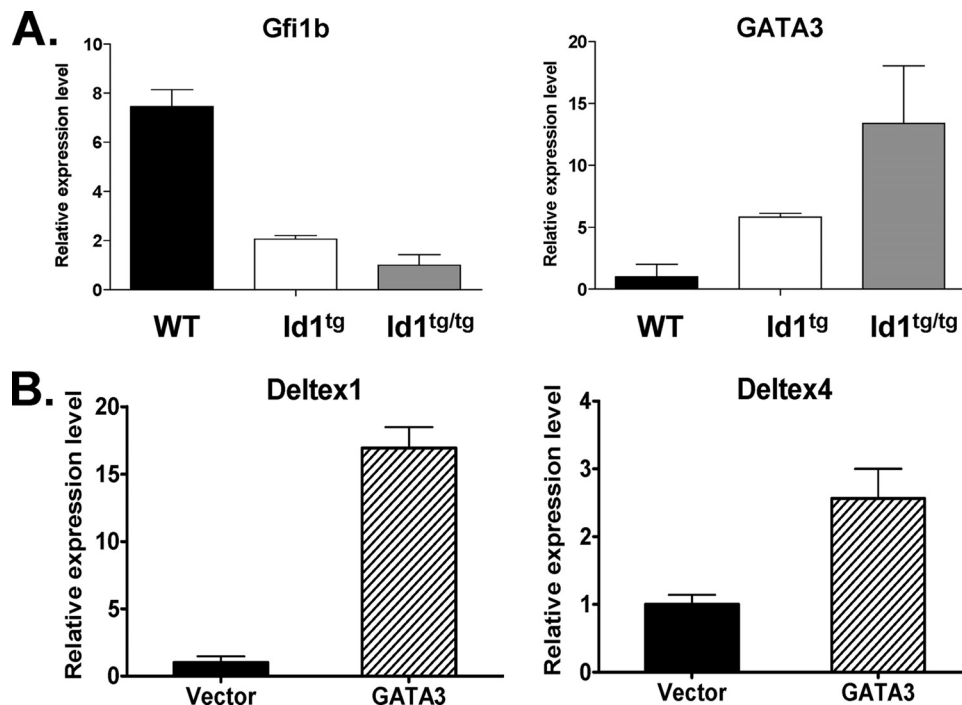 A.
Gfi1b
Relative expression level
10
8
6
4
2
0
WT
Id1tg
Id1tg/tg
GATA3
Relative expression level
20
15
10
5
0
WT
Id1tg
Id1tg/tg
B.
Deltex1
Relative expression level
20
15
10
5
0
Vector
GATA3
Deltex4
Relative expression level
4
3
2
1
0
Vector
GATA3